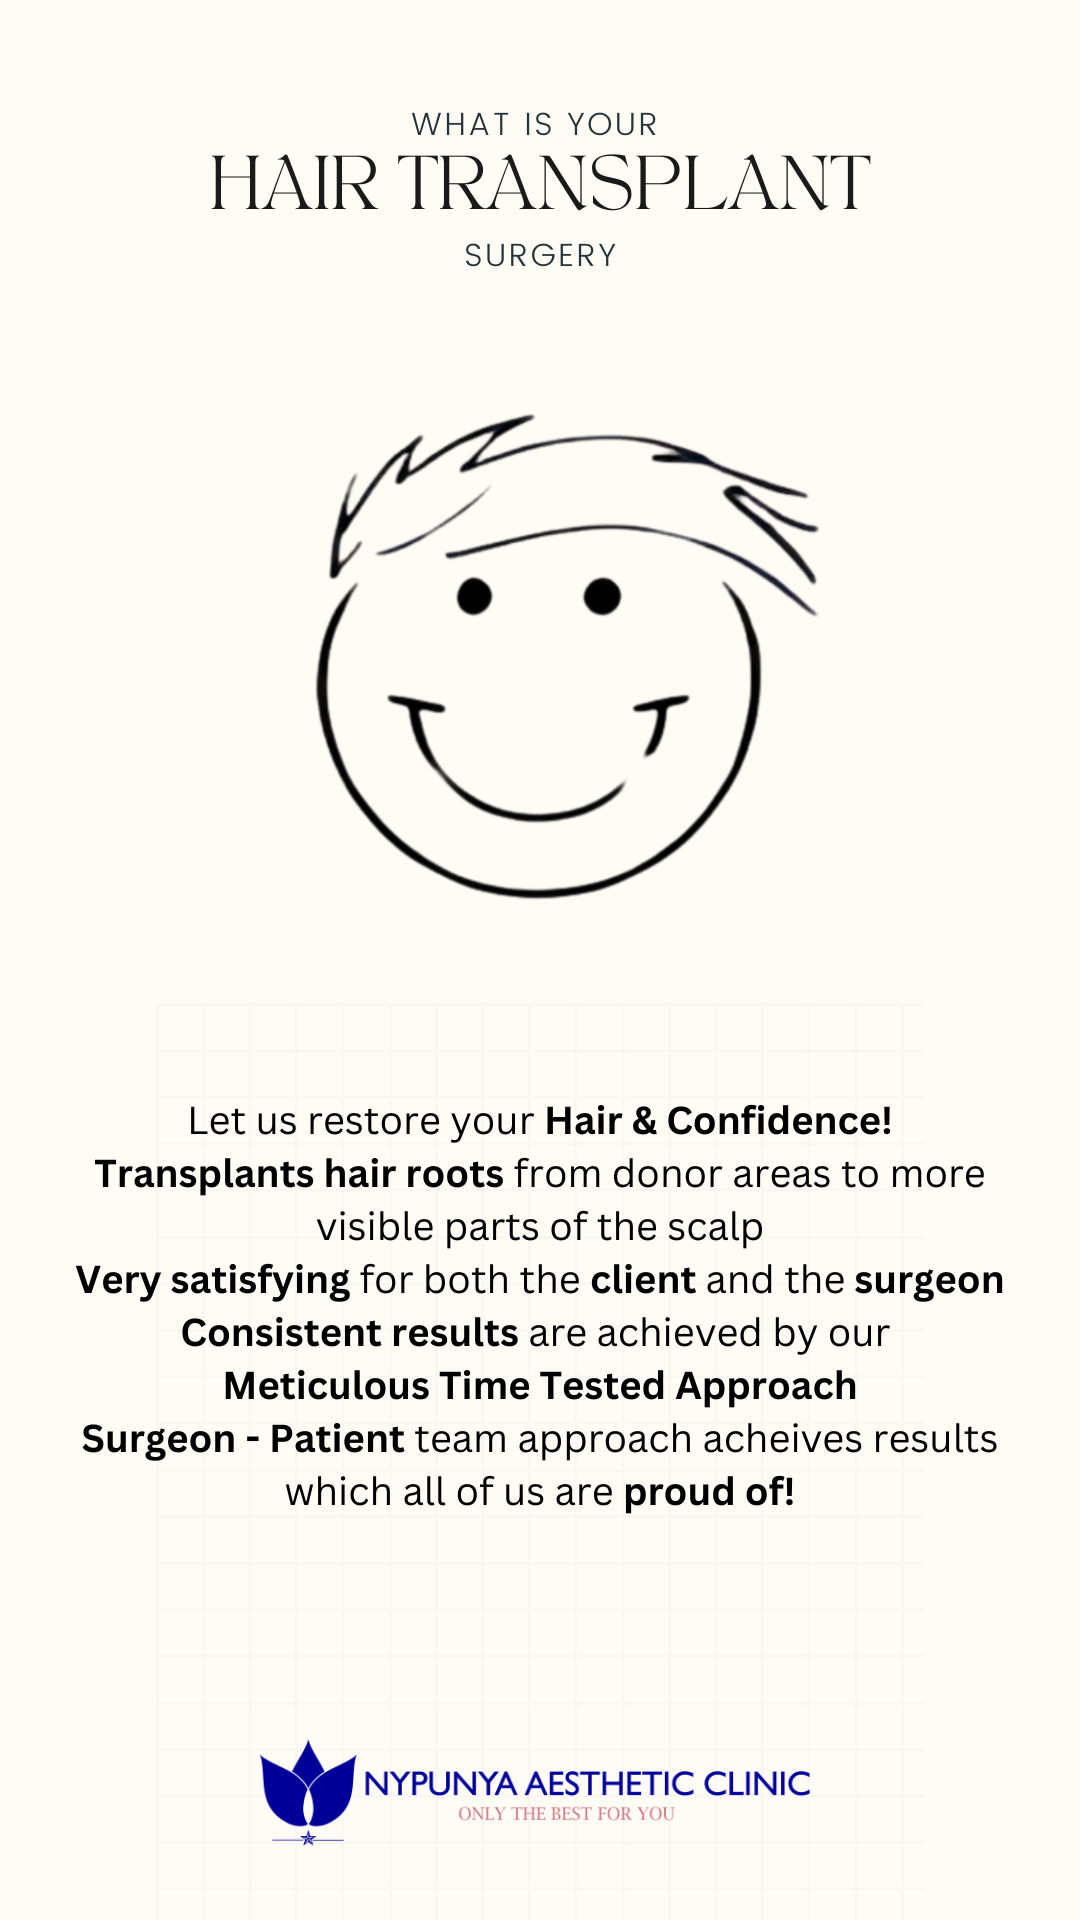 WHAT IS YOUR
HAIR TRANSPLANT
SURGERY
Let us restore your Hair & Confidence!
Transplants hair roots from donor areas to more
visible parts of the scalp
Very satisfying for both the client and the surgeon
Consistent results are achieved by our
Meticulous Time Tested Approach
Surgeon - Patient team approach acheives results
which all of us are proud of!
NYPUNYA AESTHETIC CLINIC
ONLY THE BEST FOR YOU